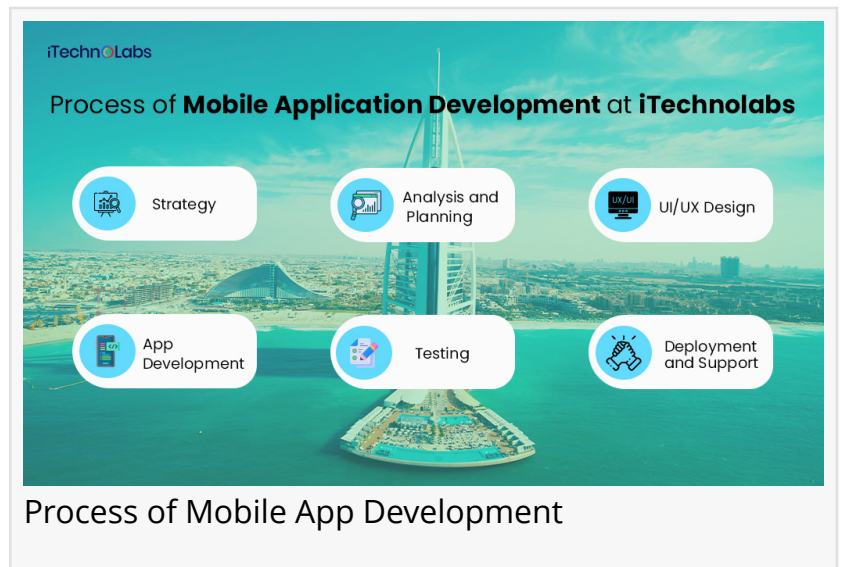 iTechnoLabs
Process of Mobile Application Development at iTechnolabs
Strategy
Analysis and
Planning
UX/UI
UI/UX Design
App
Development
Testing
Deployment
and Support
Process of Mobile App Development